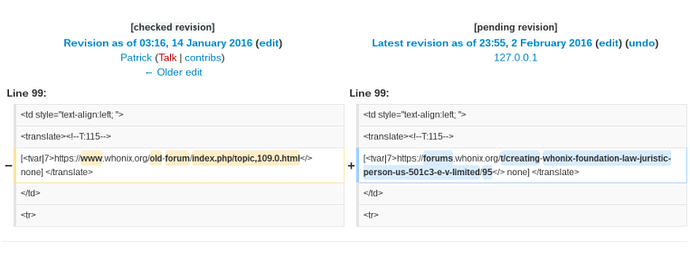 [checked revision]
Revision as of 03:16, 14 January 2016 (edit)
Patrick (Talk | contribs)
← Older edit
[pending revision]
Latest revision as of 23:55, 2 February 2016 (edit) (undo)
127.0.0.1
Line 99:
Line 99:
<td style="text-align:left; ">
<td style="text-align:left; ">
<translate><!--T:115-->
<translate><!--T:115-->
− [<tvar|7>https://www.whonix.org/old-forum/index.php/topic,109.0.html</>
none] </translate>
+ [<tvar|7>https://forums.whonix.org/t/creating-whonix-foundation-law-juristic-
person-us-501c3-e-v-limited/95</> none] </translate>
</td>
</td>
<tr>
<tr>